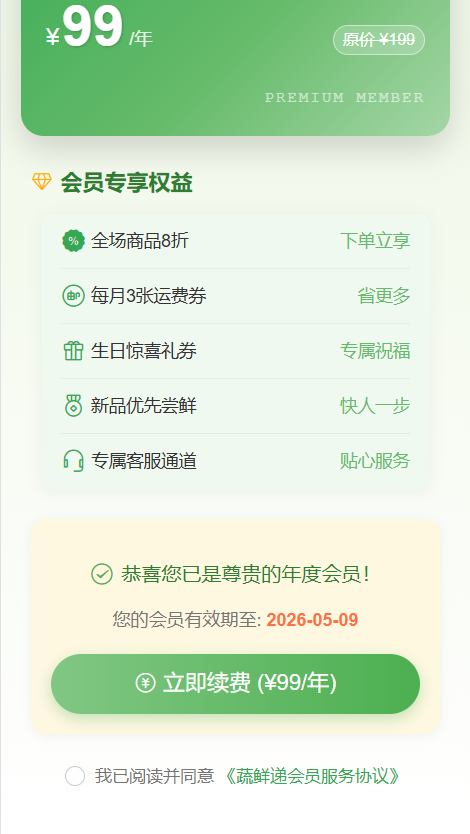 ¥99 /年 原价 ¥199
PREMIUM MEMBER
会员专享权益
% 全场商品8折 下单立享
邮 每月3张运费券 省更多
生日惊喜礼券 专属祝福
新品优先尝鲜 快人一步
专属客服通道 贴心服务
恭喜您已是尊贵的年度会员！
您的会员有效期至: 2026-05-09
¥ 立即续费 (¥99/年)
我已阅读并同意 《蔬鲜递会员服务协议》